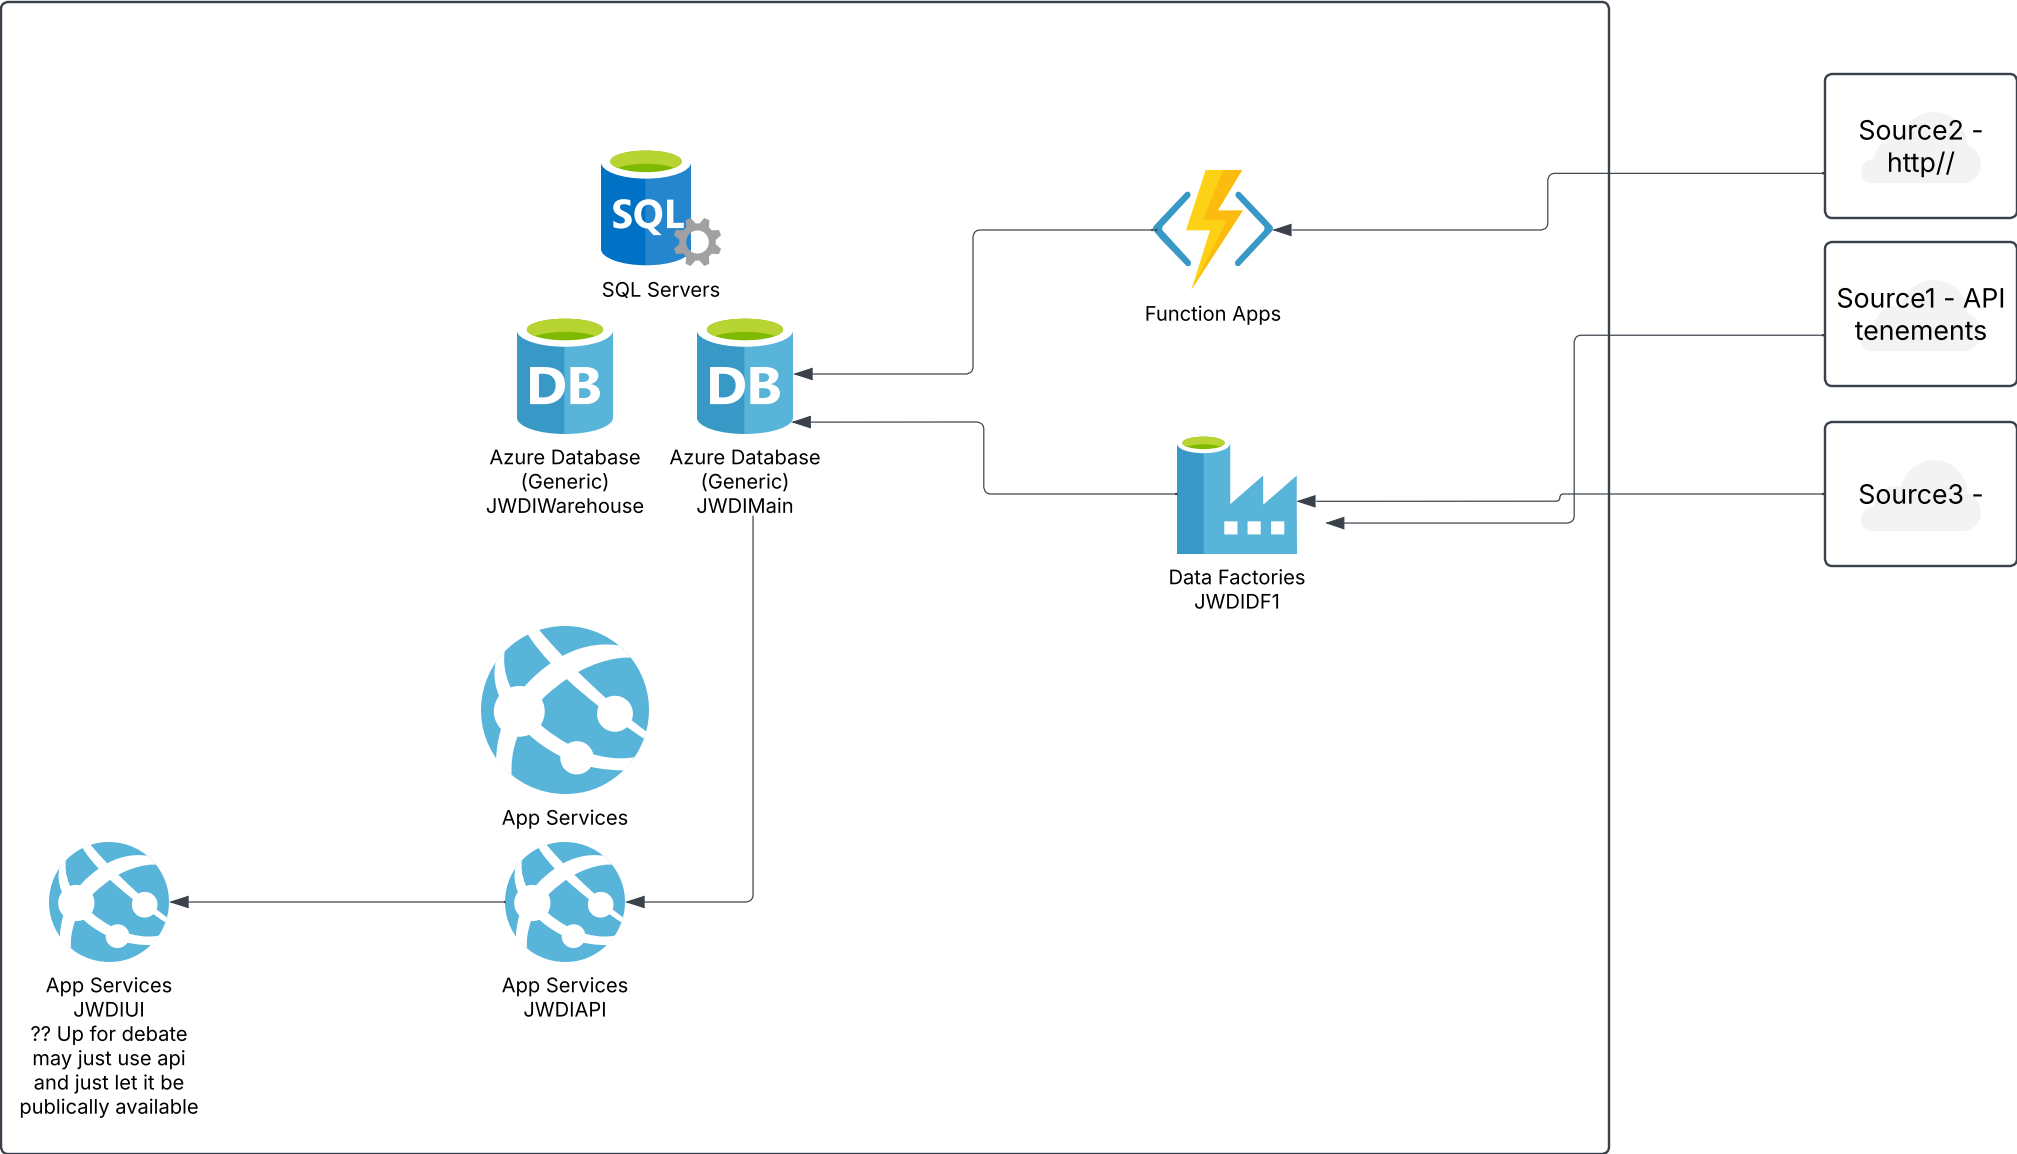 Source2 -
http//
SQL
SQL Servers
Function Apps
Source1 - API
tenements
DB
DB
Azure Database
(Generic)
JWDIWarehouse
Azure Database
(Generic)
JWDIMain
Source3 -
Data Factories
JWDIDF1
App Services
App Services
JWDIUI
?? Up for debate
may just use api
and just let it be
publically available
App Services
JWDIAPI